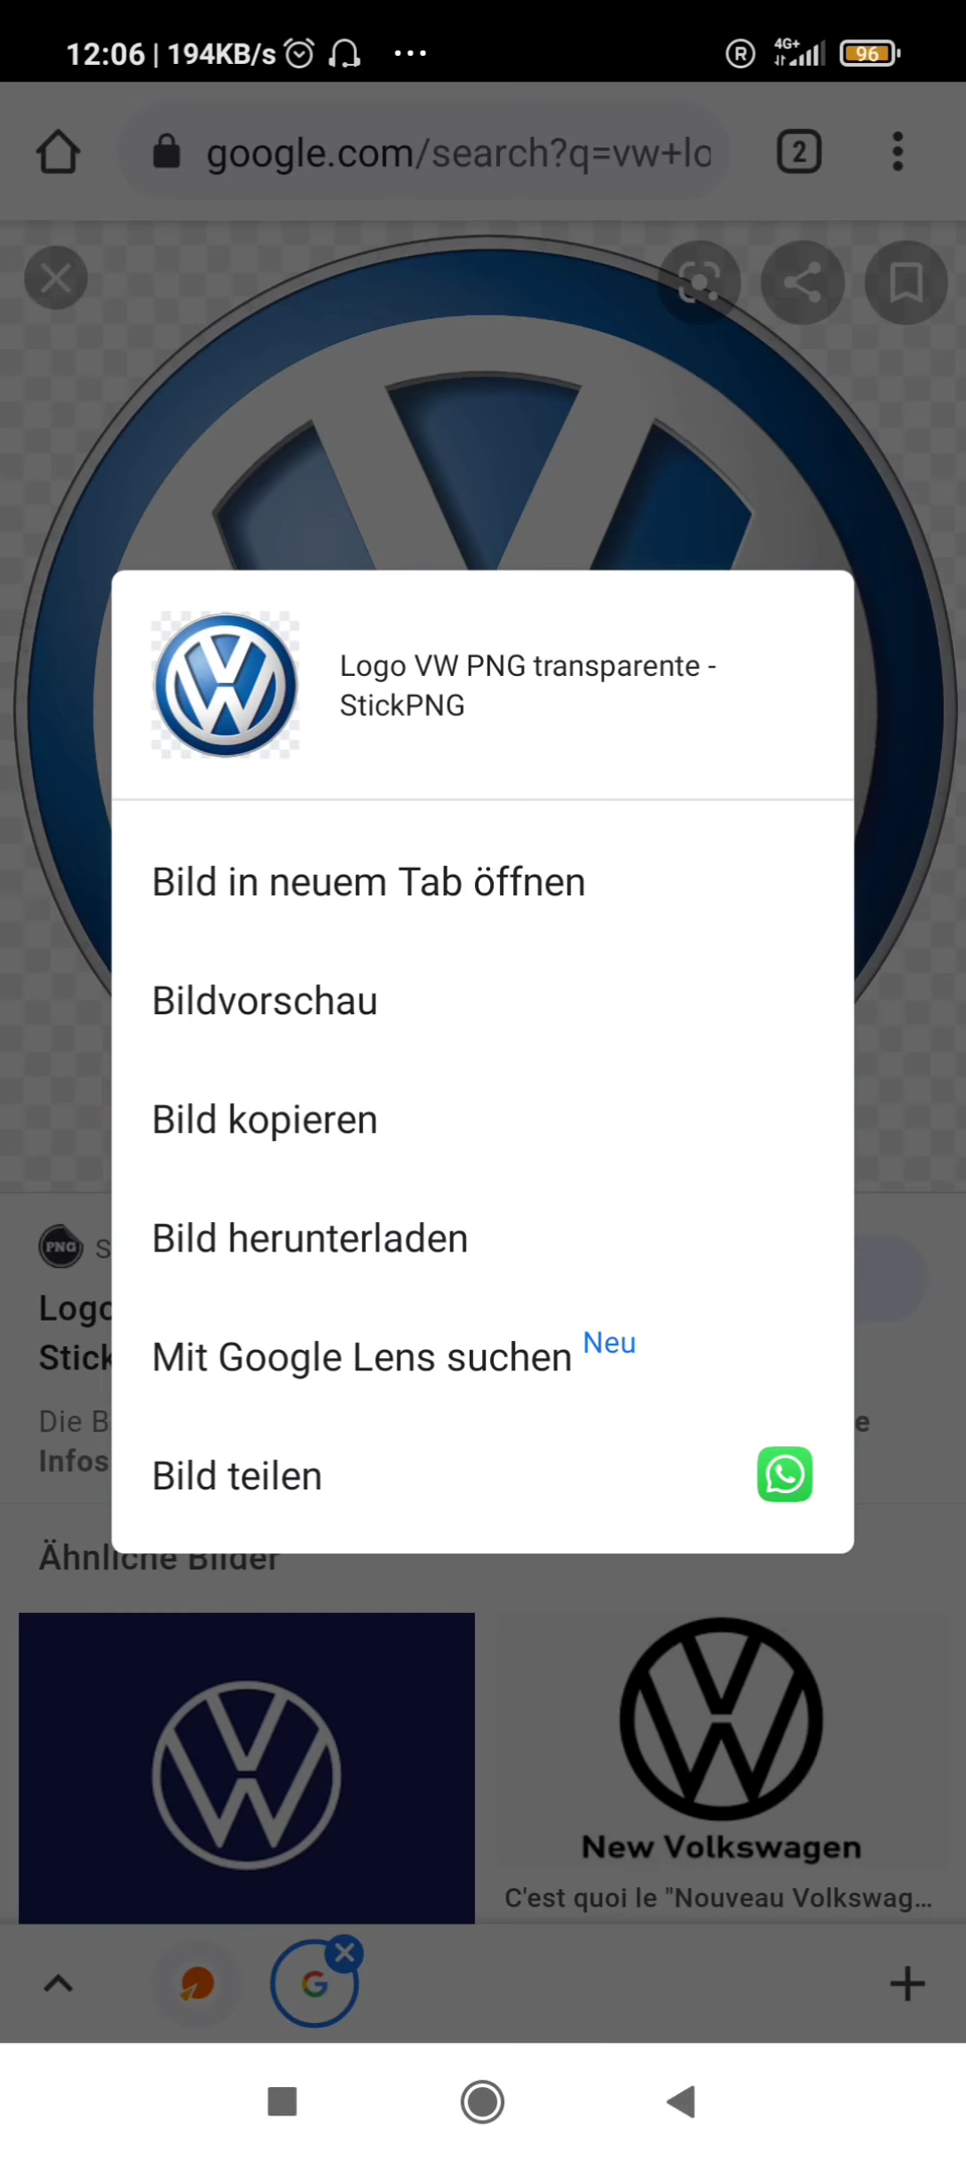 12:06 | 194KB/s ...
R 4G+ 96
google.com/search?q=vw+lo
2
Logo VW PNG transparente -
StickPNG
Bild in neuem Tab öffnen
Bildvorschau
Bild kopieren
Bild herunterladen
Mit Google Lens suchen Neu
Bild teilen
PNG S
Logo
Stick
Die B
e
Infos
Ähnliche Bilder
New Volkswagen
C'est quoi le "Nouveau Volkswag...
G